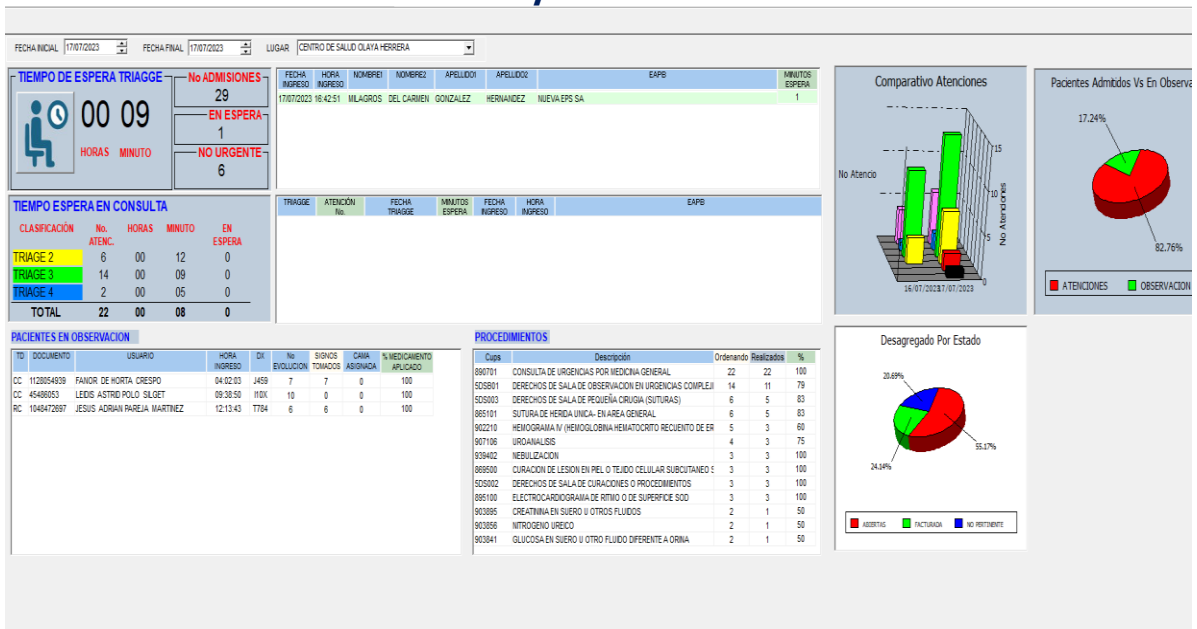 y
FECHA INICIAL 17/07/2023 FECHA FINAL 17/07/2023 LUGAR CENTRO DE SALUD OLAYA HERRERA
TIEMPO DE ESPERA TRIAGGE
00 09
HORAS MINUTO
No ADMISIONES
29
EN ESPERA
1
NO URGENTE
6
FECHA INGRESO HORA INGRESO NOMBRE1 NOMBRE2 APELLIDO1 APELLIDO2 EAPB MINUTOS ESPERA
17/07/2023 16:42:51 MILAGROS DEL CARMEN GONZALEZ HERNANDEZ NUEVA EPS SA 1
TIEMPO ESPERA EN CONSULTA
CLASIFICACIÓN No. ATENC. HORAS MINUTO EN ESPERA
TRIAGE 2 6 00 12 0
TRIAGE 3 14 00 09 0
TRIAGE 4 2 00 05 0
TOTAL 22 00 08 0
TRIAGGE ATENCIÓN No. FECHA TRIAGGE MINUTOS ESPERA FECHA INGRESO HORA INGRESO EAPB
Comparativo Atenciones
No Atencio
15
10
5
0
No Atenciones
16/07/2023 17/07/2023
Pacientes Admitidos Vs En Observa
17.24%
82.76%
ATENCIONES OBSERVACION
PACIENTES EN OBSERVACION
TD DOCUMENTO USUARIO HORA INGRESO DX No EVOLUCION SIGNOS TOMADOS CAMA ASIGNADA % MEDICAMENTO APLICADO
CC 1128054939 FANOR DE HORTA CRESPO 04:02:03 J459 7 7 0 100
CC 45486053 LEIDIS ASTRID POLO SILGET 09:38:50 I10X 10 0 0 100
RC 1048472697 JESUS ADRIAN PAREJA MARTINEZ 12:13:43 T784 6 6 0 100
PROCEDIMIENTOS
Cups Descripción Ordenando Realizados %
890701 CONSULTA DE URGENCIAS POR MEDICINA GENERAL 22 22 100
5DSB01 DERECHOS DE SALA DE OBSERVACION EN URGENCIAS COMPLEJI 14 11 79
5DS003 DERECHOS DE SALA DE PEQUEÑA CIRUGIA (SUTURAS) 6 5 83
865101 SUTURA DE HERIDA UNICA- EN AREA GENERAL 6 5 83
902210 HEMOGRAMA IV (HEMOGLOBINA HEMATOCRITO RECUENTO DE ER 5 3 60
907106 UROANALISIS 4 3 75
939402 NEBULIZACION 3 3 100
869500 CURACION DE LESION EN PIEL O TEJIDO CELULAR SUBCUTANEO S 3 3 100
5DS002 DERECHOS DE SALA DE CURACIONES O PROCEDIMIENTOS 3 3 100
895100 ELECTROCARDIOGRAMA DE RITMO O DE SUPERFICIE SOD 3 3 100
903895 CREATININA EN SUERO U OTROS FLUIDOS 2 1 50
903856 NITROGENO UREICO 2 1 50
903841 GLUCOSA EN SUERO U OTRO FLUIDO DIFERENTE A ORINA 2 1 50
Desagregado Por Estado
20.69%
55.17%
24.14%
ABIERTAS FACTURADA NO PERTINENTE